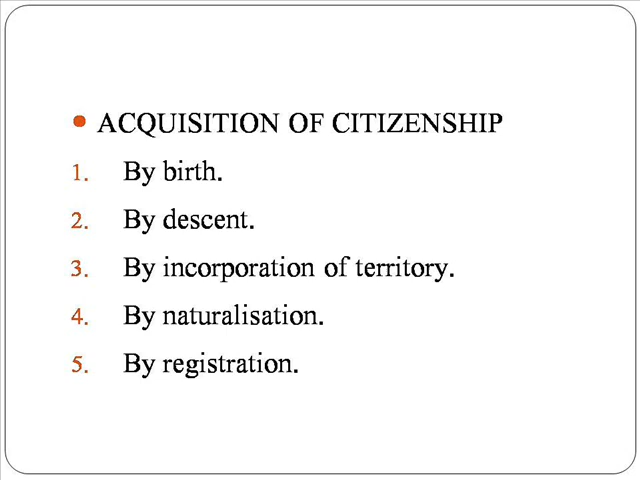 • ACQUISITION OF CITIZENSHIP
1. By birth.
2. By descent.
3. By incorporation of territory.
4. By naturalisation.
5. By registration.